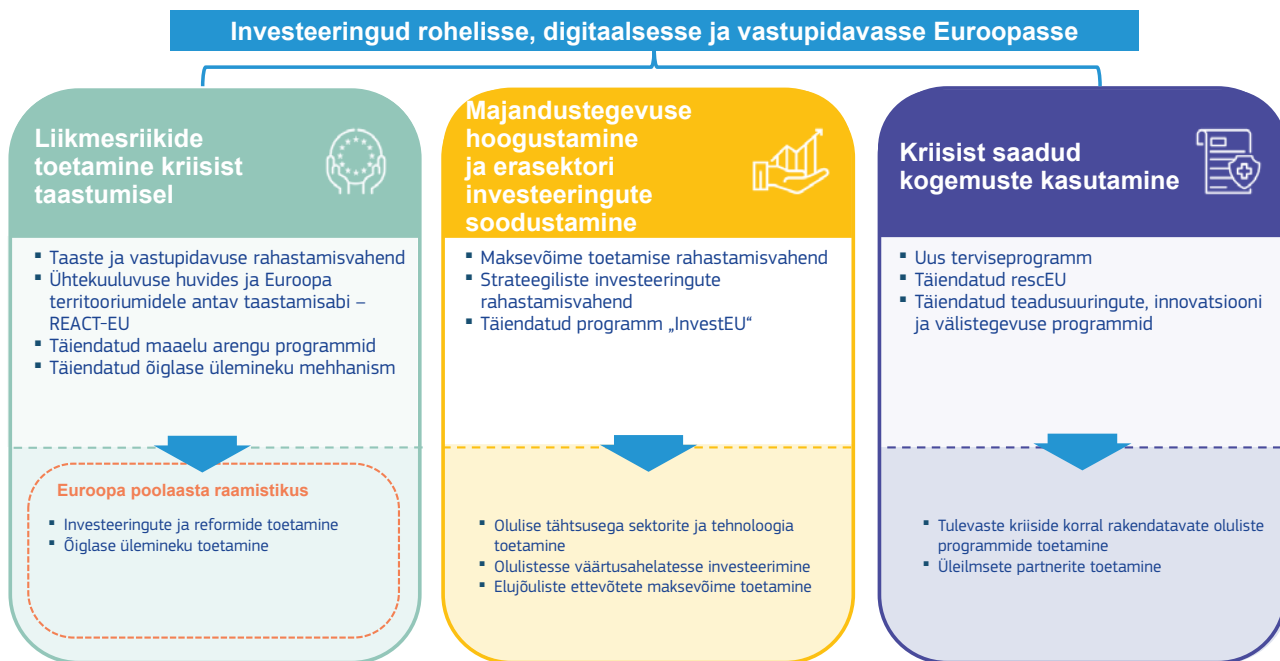 Investeeringud rohelisse, digitaalsesse ja vastupidavasse Euroopasse
Liikmesriikide
toetamine kriisist
taastumisel
▪ Taaste ja vastupidavuse rahastamisvahend
▪ Ühtekuuluvuse huvides ja Euroopa
territooriumidele antav taastamisabi –
REACT-EU
▪ Täiendatud maaelu arengu programmid
▪ Täiendatud õiglase ülemineku mehhanism
Euroopa poolaasta raamistikus
▪ Investeeringute ja reformide toetamine
▪ Õiglase ülemineku toetamine
Majandustegevuse
hoogustamine
ja erasektori
investeeringute
soodustamine
▪ Maksevõime toetamise rahastamisvahend
▪ Strateegiliste investeeringute
rahastamisvahend
▪ Täiendatud programm „InvestEU“
▪ Olulise tähtsusega sektorite ja tehnoloogia
toetamine
▪ Olulistesse väärtusahelatesse investeerimine
▪ Elujõuliste ettevõtete maksevõime toetamine
Kriisist saadud
kogemuste kasutamine
▪ Uus terviseprogramm
▪ Täiendatud rescEU
▪ Täiendatud teadusuuringute, innovatsiooni
ja välistegevuse programmid
▪ Tulevaste kriiside korral rakendatavate oluliste
programmide toetamine
▪ Üleilmsete partnerite toetamine